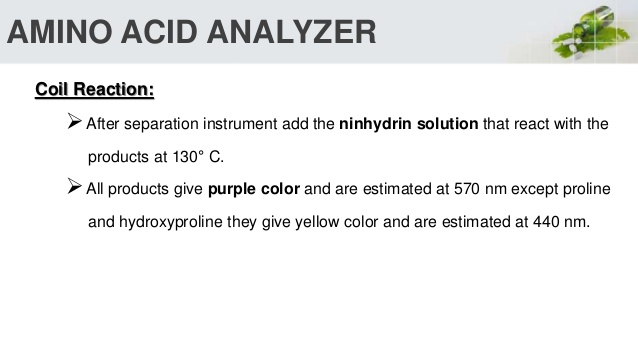 AMINO ACID ANALYZER
Coil Reaction:
➢ After separation instrument add the ninhydrin solution that react with the
products at 130° C.
➢ All products give purple color and are estimated at 570 nm except proline
and hydroxyproline they give yellow color and are estimated at 440 nm.